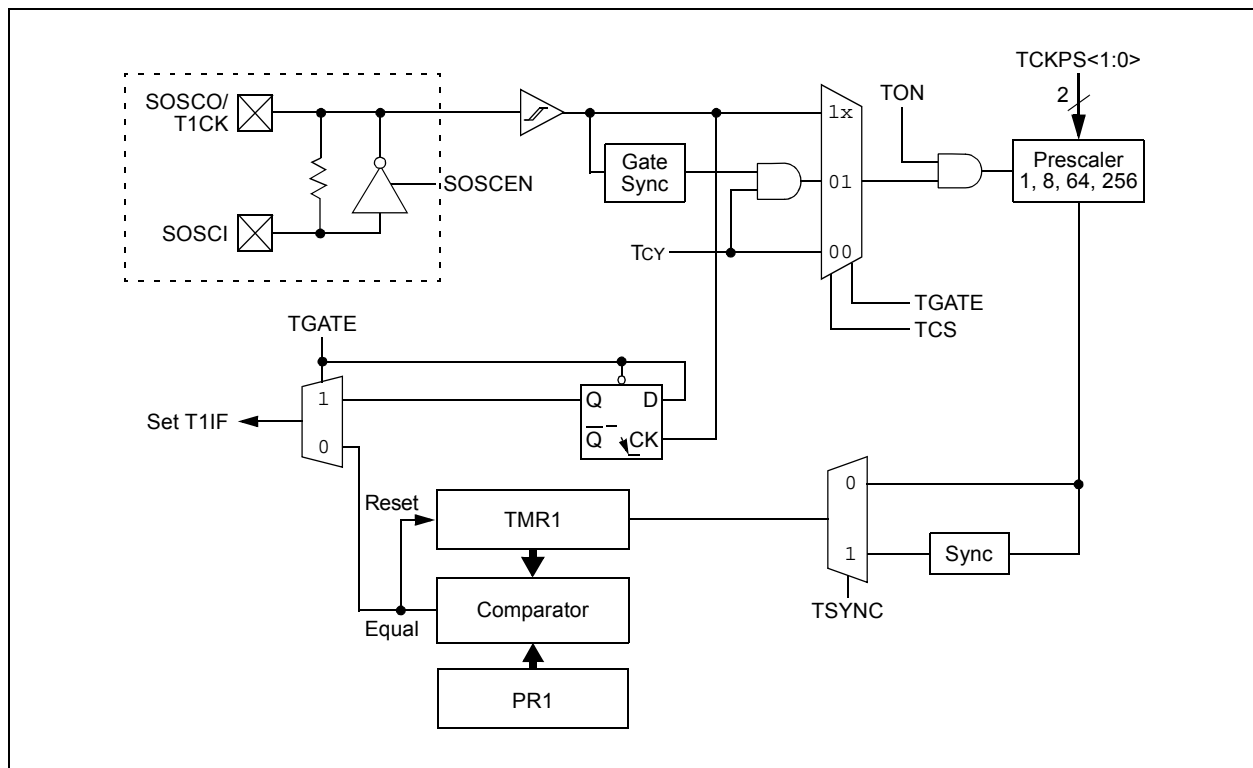 TCKPS<1:0>
SOSCO/
T1CK
TON
2
1x
Prescaler
1, 8, 64, 256
Gate
Sync
SOSCEN
01
SOSCI
TCY
00
TGATE
TCS
TGATE
1
Q
D
Set T1IF
Q
CK
0
Reset
TMR1
0
1
Sync
Comparator
TSYNC
Equal
PR1